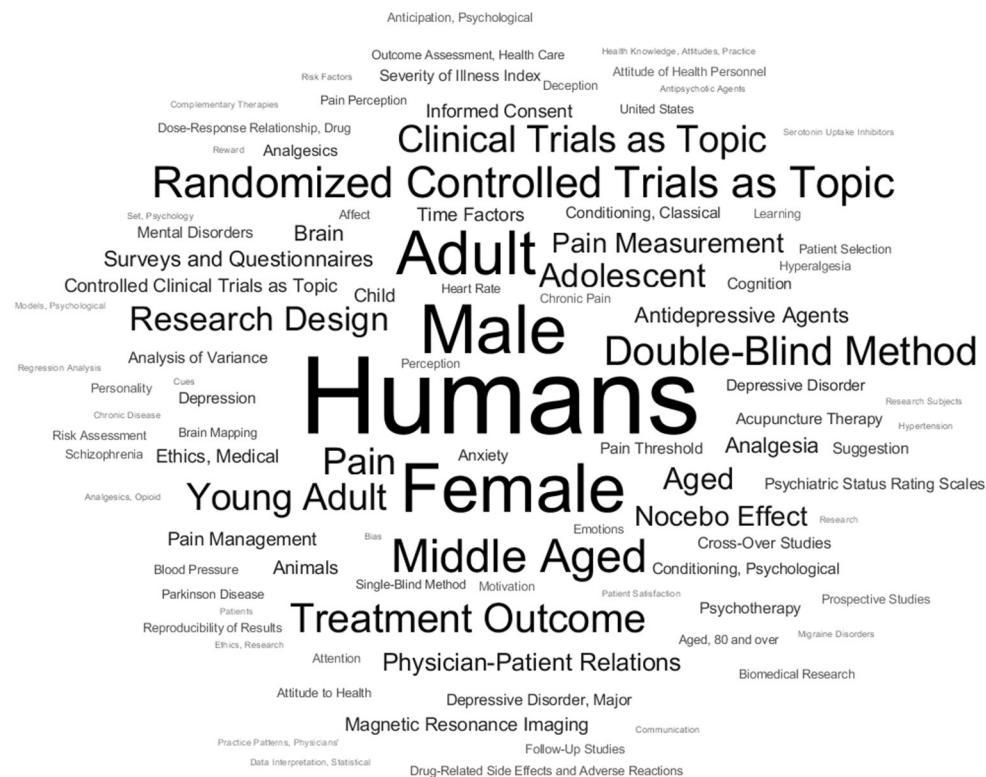 Anticipation, Psychological
Outcome Assessment, Health Care
Health Knowledge, Attitudes, Practice
Risk Factors
Severity of Illness Index
Deception
Attitude of Health Personnel
Antipsychotic Agents
Complementary Therapies
Pain Perception
Informed Consent
United States
Dose-Response Relationship, Drug
Clinical Trials as Topic
Serotonin Uptake Inhibitors
Reward
Analgesics
Randomized Controlled Trials as Topic
Set, Psychology
Affect
Time Factors
Conditioning, Classical
Learning
Mental Disorders
Brain
Adult
Pain Measurement
Patient Selection
Surveys and Questionnaires
Adolescent
Hyperalgesia
Controlled Clinical Trials as Topic
Child
Heart Rate
Chronic Pain
Cognition
Models, Psychological
Research Design
Male
Antidepressive Agents
Analysis of Variance
Perception
Double-Blind Method
Regression Analysis
Personality
Cues
Depression
Humans
Depressive Disorder
Research Subjects
Chronic Disease
Acupuncture Therapy
Hypertension
Risk Assessment
Brain Mapping
Schizophrenia
Ethics, Medical
Pain
Anxiety
Pain Threshold
Analgesia
Suggestion
Analgesics, Opioid
Young Adult
Female
Aged
Psychiatric Status Rating Scales
Nocebo Effect
Research
Pain Management
Bias
Emotions
Cross-Over Studies
Middle Aged
Blood Pressure
Animals
Conditioning, Psychological
Single-Blind Method
Motivation
Parkinson Disease
Patient Satisfaction
Prospective Studies
Patients
Treatment Outcome
Psychotherapy
Reproducibility of Results
Migraine Disorders
Ethics, Research
Aged, 80 and over
Attention
Physician-Patient Relations
Biomedical Research
Attitude to Health
Depressive Disorder, Major
Magnetic Resonance Imaging
Communication
Practice Patterns, Physicians'
Follow-Up Studies
Data Interpretation, Statistical
Drug-Related Side Effects and Adverse Reactions